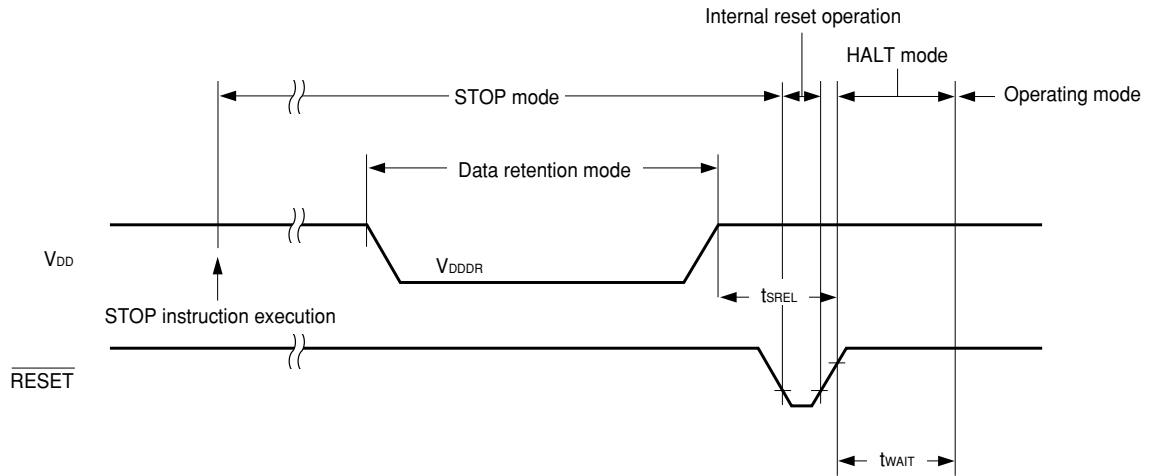 Internal reset operation
HALT mode
STOP mode
Operating mode
Data retention mode
VDD
VDDDR
tSREL
STOP instruction execution
RESET
tWAIT